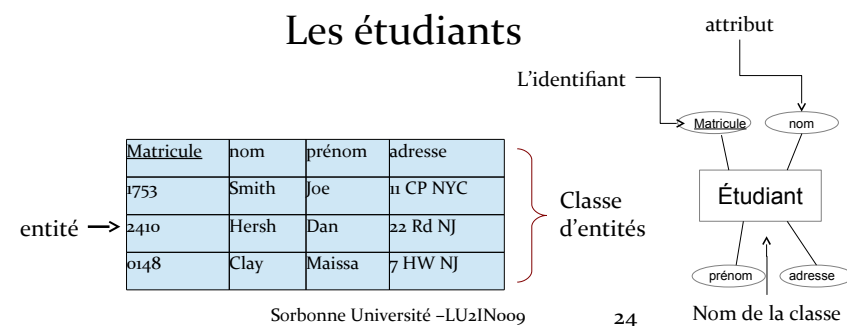 Les étudiants
attribut
L'identifiant
Matricule
nom
Matricule nom prénom adresse
1753 Smith Joe 11 CP NYC
2410 Hersh Dan 22 Rd NJ
0148 Clay Maissa 7 HW NJ
entité
Classe
d'entités
Étudiant
prénom
adresse
Nom de la classe
Sorbonne Université –LU2IN009
24